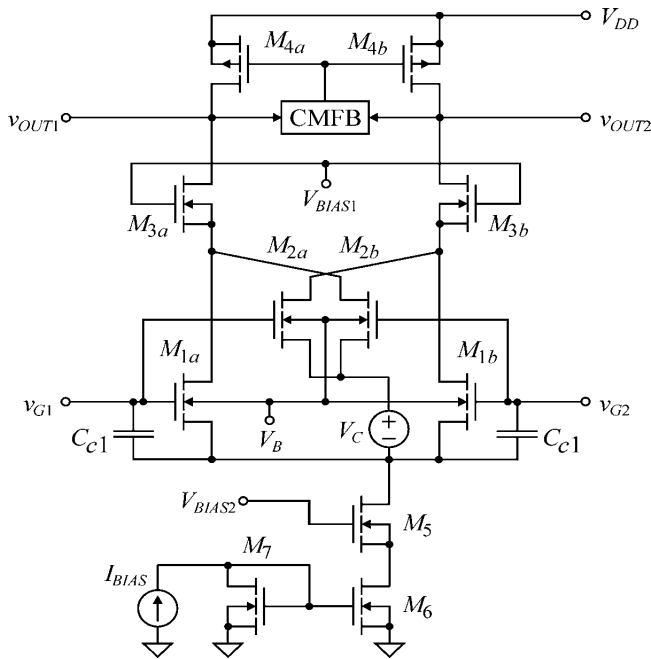 V_DD
M_4a M_4b
v_OUT1 CMFB v_OUT2
V_BIAS1
M_3a M_3b
M_2a M_2b
M_1a M_1b
v_G1 v_G2
C_c1 V_B V_C + − C_c1
V_BIAS2 M_5
M_7
I_BIAS M_6